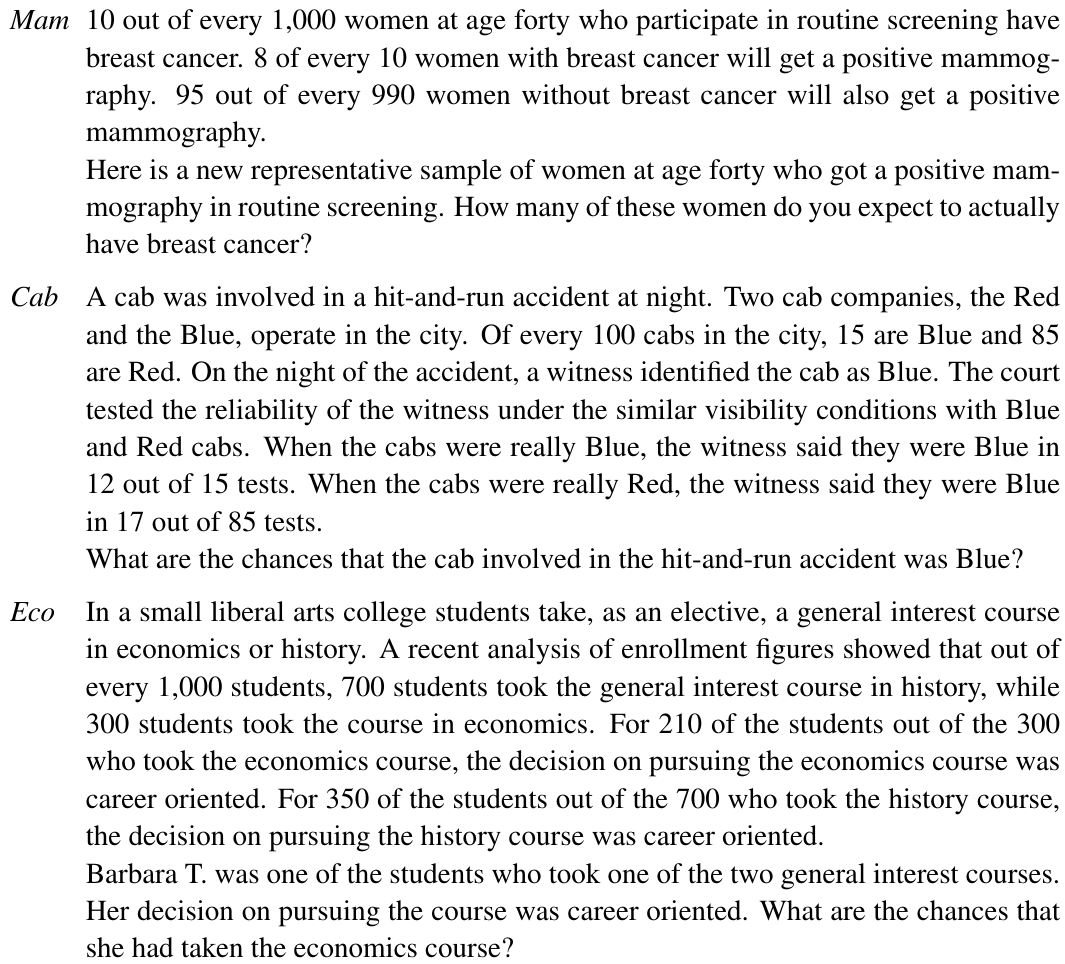 Mam 10 out of every 1,000 women at age forty who participate in routine screening have
breast cancer. 8 of every 10 women with breast cancer will get a positive mammog-
raphy. 95 out of every 990 women without breast cancer will also get a positive
mammography.
Here is a new representative sample of women at age forty who got a positive mam-
mography in routine screening. How many of these women do you expect to actually
have breast cancer?
Cab A cab was involved in a hit-and-run accident at night. Two cab companies, the Red
and the Blue, operate in the city. Of every 100 cabs in the city, 15 are Blue and 85
are Red. On the night of the accident, a witness identified the cab as Blue. The court
tested the reliability of the witness under the similar visibility conditions with Blue
and Red cabs. When the cabs were really Blue, the witness said they were Blue in
12 out of 15 tests. When the cabs were really Red, the witness said they were Blue
in 17 out of 85 tests.
What are the chances that the cab involved in the hit-and-run accident was Blue?
Eco In a small liberal arts college students take, as an elective, a general interest course
in economics or history. A recent analysis of enrollment figures showed that out of
every 1,000 students, 700 students took the general interest course in history, while
300 students took the course in economics. For 210 of the students out of the 300
who took the economics course, the decision on pursuing the economics course was
career oriented. For 350 of the students out of the 700 who took the history course,
the decision on pursuing the history course was career oriented.
Barbara T. was one of the students who took one of the two general interest courses.
Her decision on pursuing the course was career oriented. What are the chances that
she had taken the economics course?